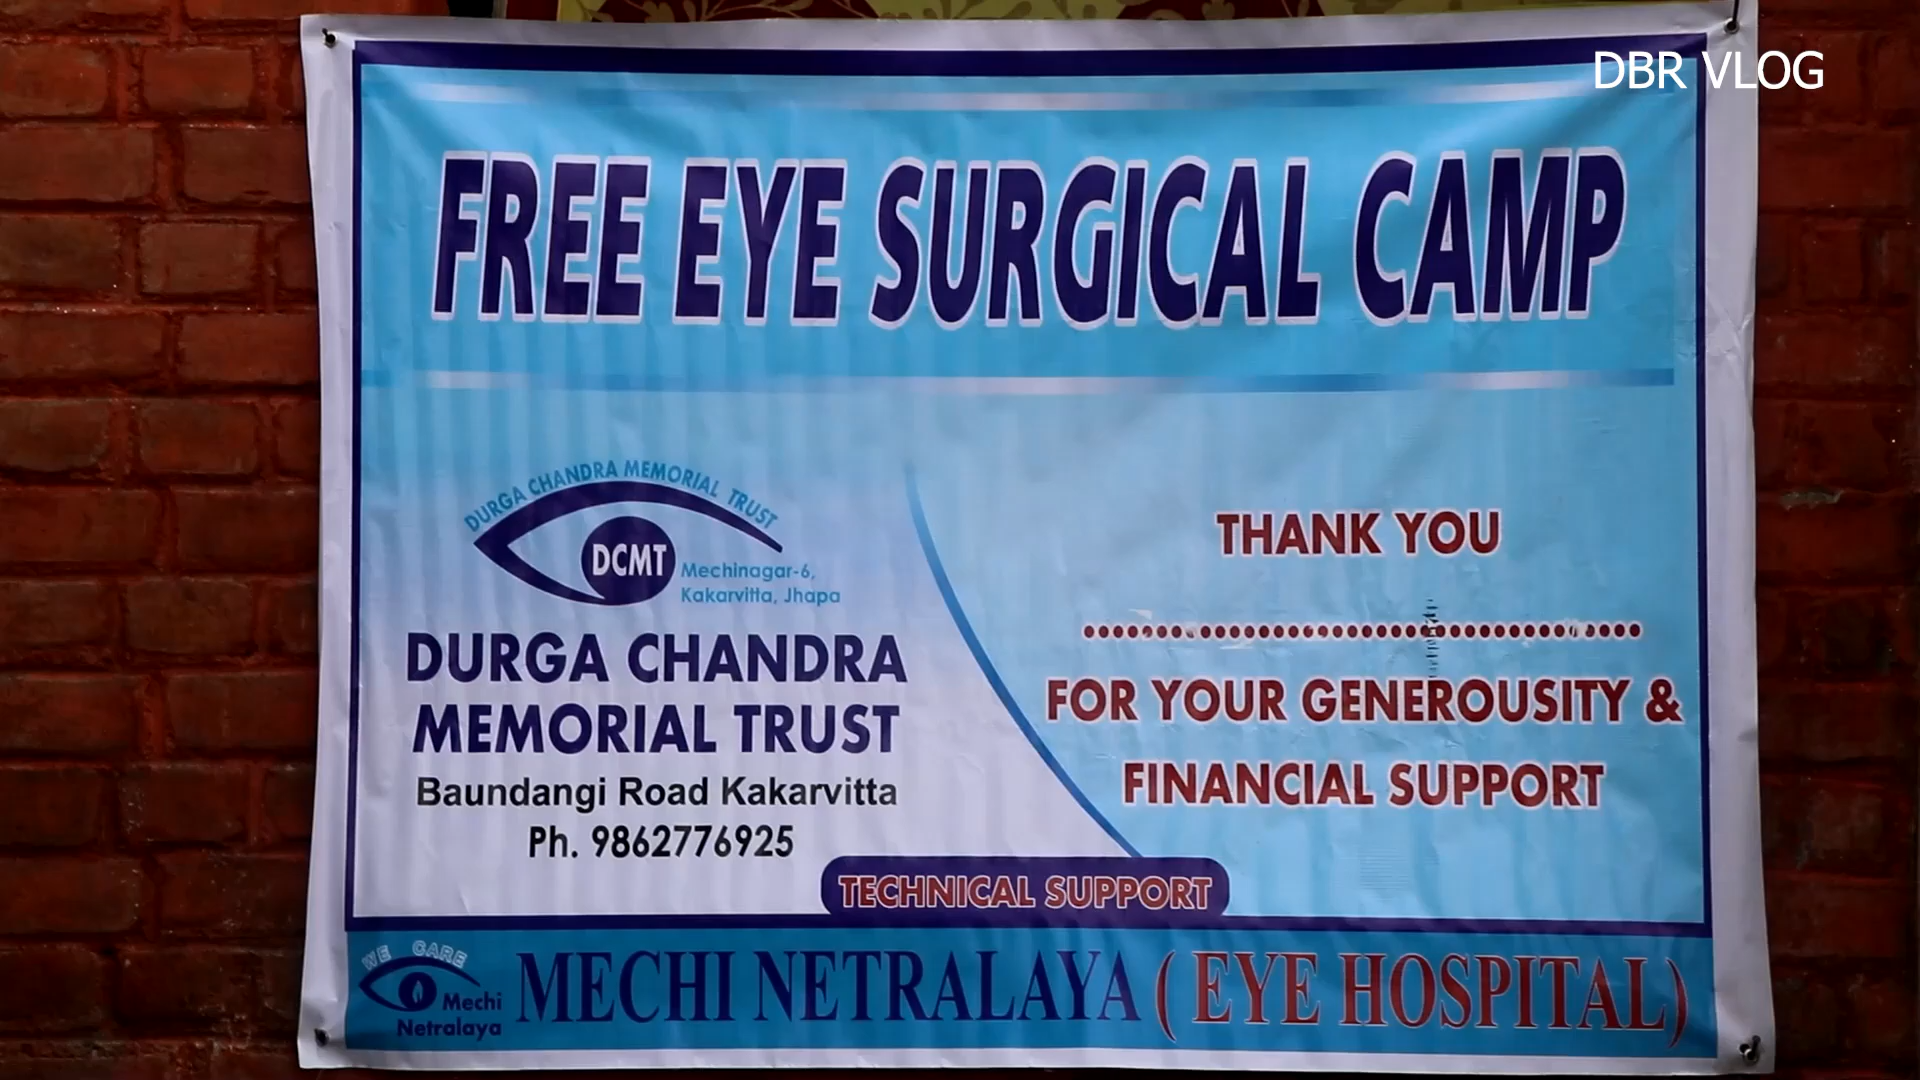 DBR VLOG
FREE EYE SURGICAL CAMP
DURGA CHANDRA MEMORIAL TRUST
DCMT
Mechinagar-6,
Kakarvitta, Jhapa
DURGA CHANDRA
MEMORIAL TRUST
Baundangi Road Kakarvitta
Ph. 9862776925
THANK YOU
................................................
FOR YOUR GENEROUSITY &
FINANCIAL SUPPORT
TECHNICAL SUPPORT
WE CARE
Mechi
Netralaya
MECHI NETRALAYA ( EYE HOSPITAL)